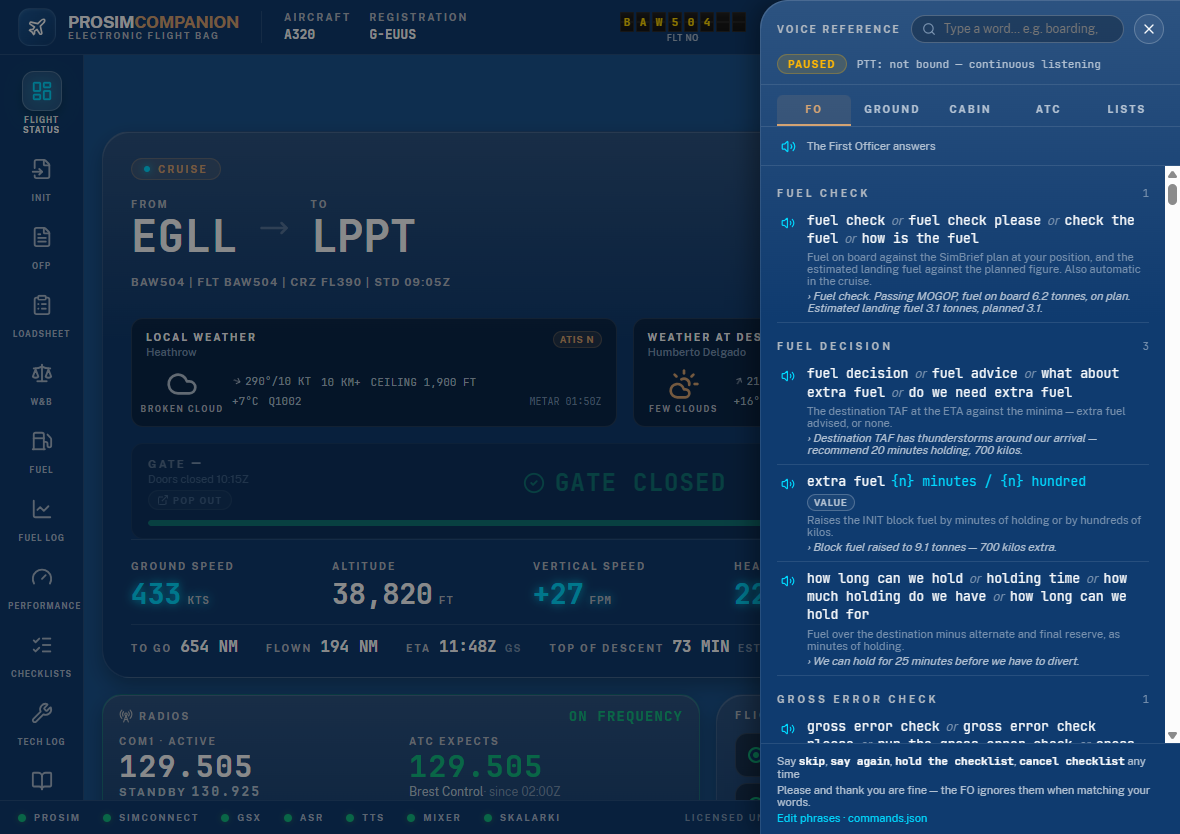 PROSIMCOMPANION
ELECTRONIC FLIGHT BAG
AIRCRAFT
A320
REGISTRATION
G-EUUS
BAW504
FLT NO
FLIGHT STATUS
INIT
OFP
LOADSHEET
W&B
FUEL
FUEL LOG
PERFORMANCE
CHECKLISTS
TECH LOG
CRUISE
FROM
EGLL
TO
LPPT
BAW504 | FLT BAW504 | CRZ FL390 | STD 09:05Z
LOCAL WEATHER
ATIS N
Heathrow
290°/10 KT 10 KM+ CEILING 1,900 FT
+7°C Q1002
BROKEN CLOUD
METAR 01:50Z
WEATHER AT DES
Humberto Delgado
21
+16°
FEW CLOUDS
GATE —
Doors closed 10:15Z
POP OUT
GATE CLOSED
GROUND SPEED
433 KTS
ALTITUDE
38,820 FT
VERTICAL SPEED
+27 FPM
HEA
22
TO GO 654 NM FLOWN 194 NM ETA 11:48Z GS TOP OF DESCENT 73 MIN EST
RADIOS
ON FREQUENCY
COM1 · ACTIVE
129.505
STANDBY 130.925
ATC EXPECTS
129.505
Brest Control · since 02:00Z
FLI
PROSIM SIMCONNECT GSX ASR TTS MIXER SKALARKI
LICENSED UN
VOICE REFERENCE
Type a word… e.g. boarding,
PAUSED PTT: not bound — continuous listening
FO GROUND CABIN ATC LISTS
The First Officer answers
FUEL CHECK 1
fuel check or fuel check please or check the
fuel or how is the fuel
Fuel on board against the SimBrief plan at your position, and the
estimated landing fuel against the planned figure. Also automatic
in the cruise.
› Fuel check. Passing MOGOP, fuel on board 6.2 tonnes, on plan.
Estimated landing fuel 3.1 tonnes, planned 3.1.
FUEL DECISION 3
fuel decision or fuel advice or what about
extra fuel or do we need extra fuel
The destination TAF at the ETA against the minima — extra fuel
advised, or none.
› Destination TAF has thunderstorms around our arrival —
recommend 20 minutes holding, 700 kilos.
extra fuel {n} minutes / {n} hundred
VALUE
Raises the INIT block fuel by minutes of holding or by hundreds of
kilos.
› Block fuel raised to 9.1 tonnes — 700 kilos extra.
how long can we hold or holding time or how
much holding do we have or how long can we
hold for
Fuel over the destination minus alternate and final reserve, as
minutes of holding.
› We can hold for 25 minutes before we have to divert.
GROSS ERROR CHECK 1
gross error check or gross error check
please or run the gross error check or gross
Say skip, say again, hold the checklist, cancel checklist any
time
Please and thank you are fine — the FO ignores them when matching your
words.
Edit phrases · commands.json